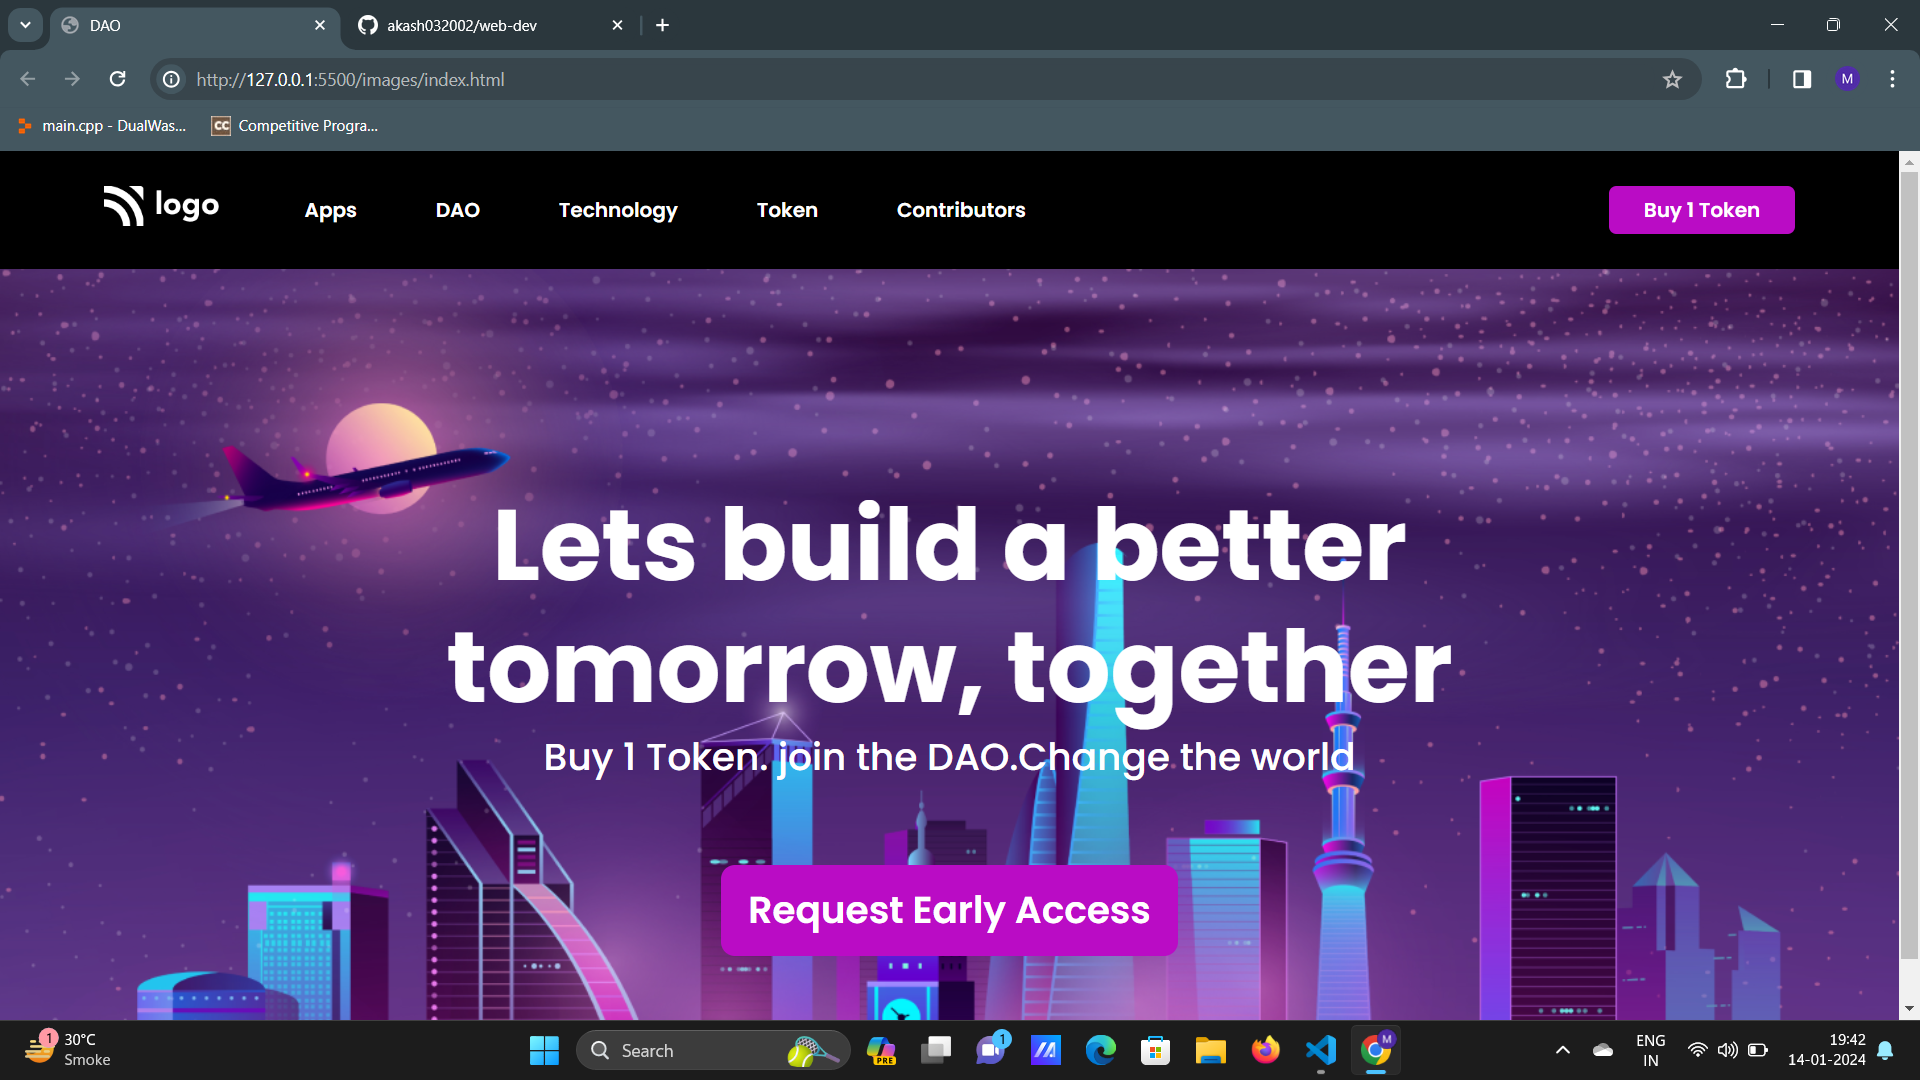 DAO
akash032002/web-dev
http://127.0.0.1:5500/images/index.html
M
main.cpp - DualWas...
CC Competitive Progra...
logo
Apps
DAO
Technology
Token
Contributors
Buy 1 Token
Lets build a better
tomorrow, together
Buy 1 Token. join the DAO.Change the world
Request Early Access
1
30°C
Smoke
Search
PRE
1
M
ENG
IN
19:42
14-01-2024